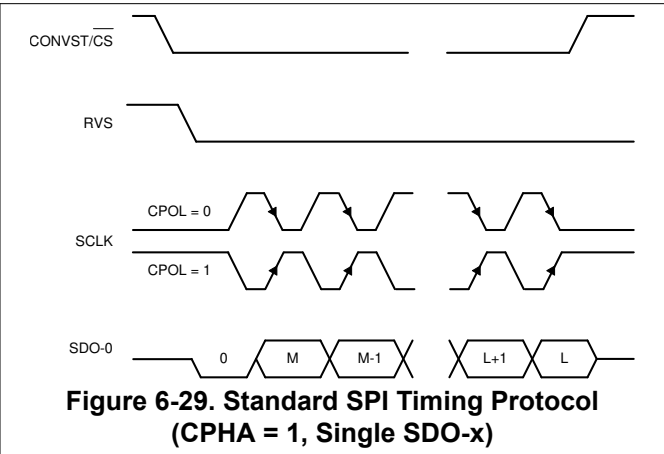 CONVST/CS
RVS
CPOL = 0
SCLK
CPOL = 1
SDO-0 0 M M-1 L+1 L
Figure 6-29. Standard SPI Timing Protocol
(CPHA = 1, Single SDO-x)